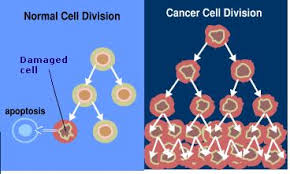 Normal Cell Division
Damaged
cell
apoptosis
Cancer Cell Division